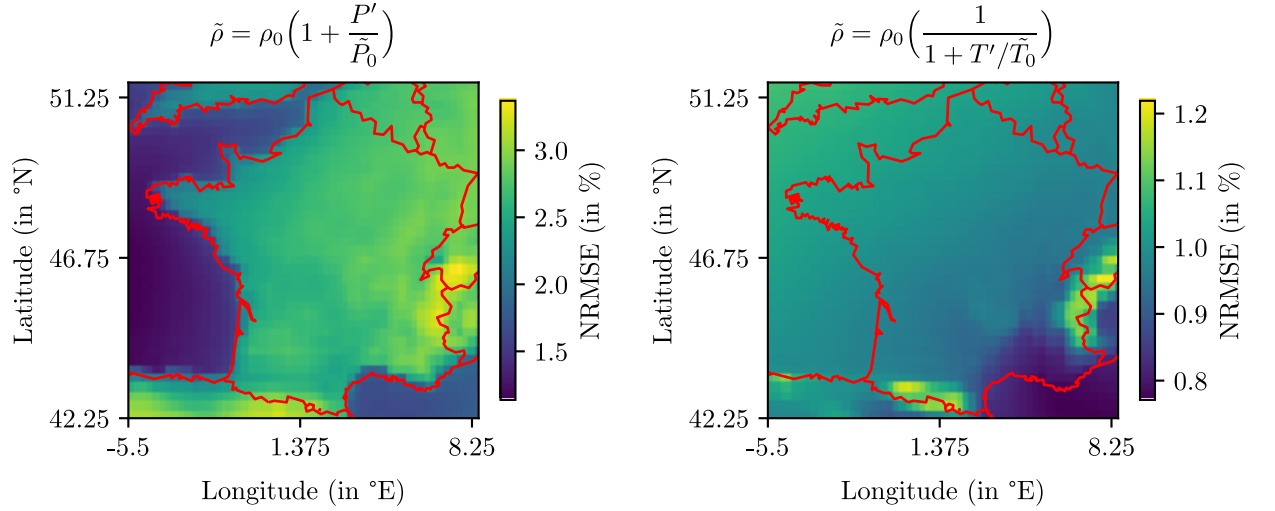 ρ̃ = ρ₀(1 + P′/P̃₀)
51.25
46.75
42.25
-5.5 1.375 8.25
Latitude (in °N)
Longitude (in °E)
3.0
2.5
2.0
1.5
NRMSE (in %)
ρ̃ = ρ₀(1/(1 + T′/T̃₀))
51.25
46.75
42.25
-5.5 1.375 8.25
Latitude (in °N)
Longitude (in °E)
1.2
1.1
1.0
0.9
0.8
NRMSE (in %)